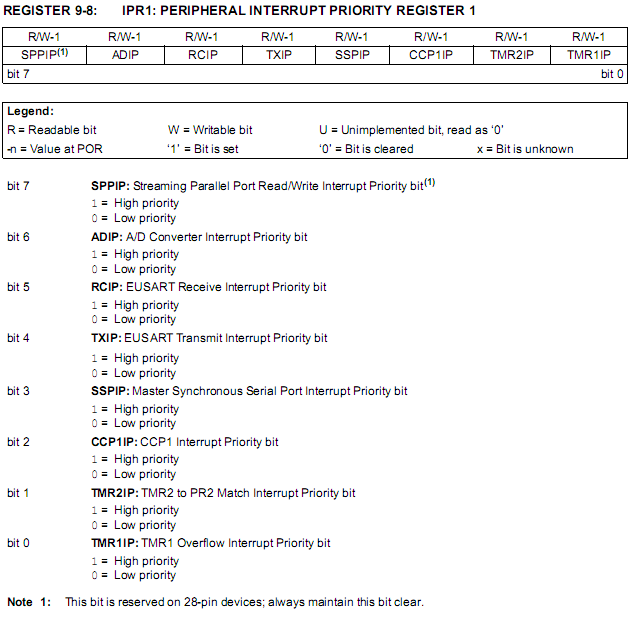 REGISTER 9-8: IPR1: PERIPHERAL INTERRUPT PRIORITY REGISTER 1
R/W-1 R/W-1 R/W-1 R/W-1 R/W-1 R/W-1 R/W-1 R/W-1
SPPIP(1) ADIP RCIP TXIP SSPIP CCP1IP TMR2IP TMR1IP
bit 7 bit 0
Legend:
R = Readable bit W = Writable bit U = Unimplemented bit, read as ‘0’
-n = Value at POR ‘1’ = Bit is set ‘0’ = Bit is cleared x = Bit is unknown
bit 7 SPPIP: Streaming Parallel Port Read/Write Interrupt Priority bit(1)
1 = High priority
0 = Low priority
bit 6 ADIP: A/D Converter Interrupt Priority bit
1 = High priority
0 = Low priority
bit 5 RCIP: EUSART Receive Interrupt Priority bit
1 = High priority
0 = Low priority
bit 4 TXIP: EUSART Transmit Interrupt Priority bit
1 = High priority
0 = Low priority
bit 3 SSPIP: Master Synchronous Serial Port Interrupt Priority bit
1 = High priority
0 = Low priority
bit 2 CCP1IP: CCP1 Interrupt Priority bit
1 = High priority
0 = Low priority
bit 1 TMR2IP: TMR2 to PR2 Match Interrupt Priority bit
1 = High priority
0 = Low priority
bit 0 TMR1IP: TMR1 Overflow Interrupt Priority bit
1 = High priority
0 = Low priority
Note 1: This bit is reserved on 28-pin devices; always maintain this bit clear.